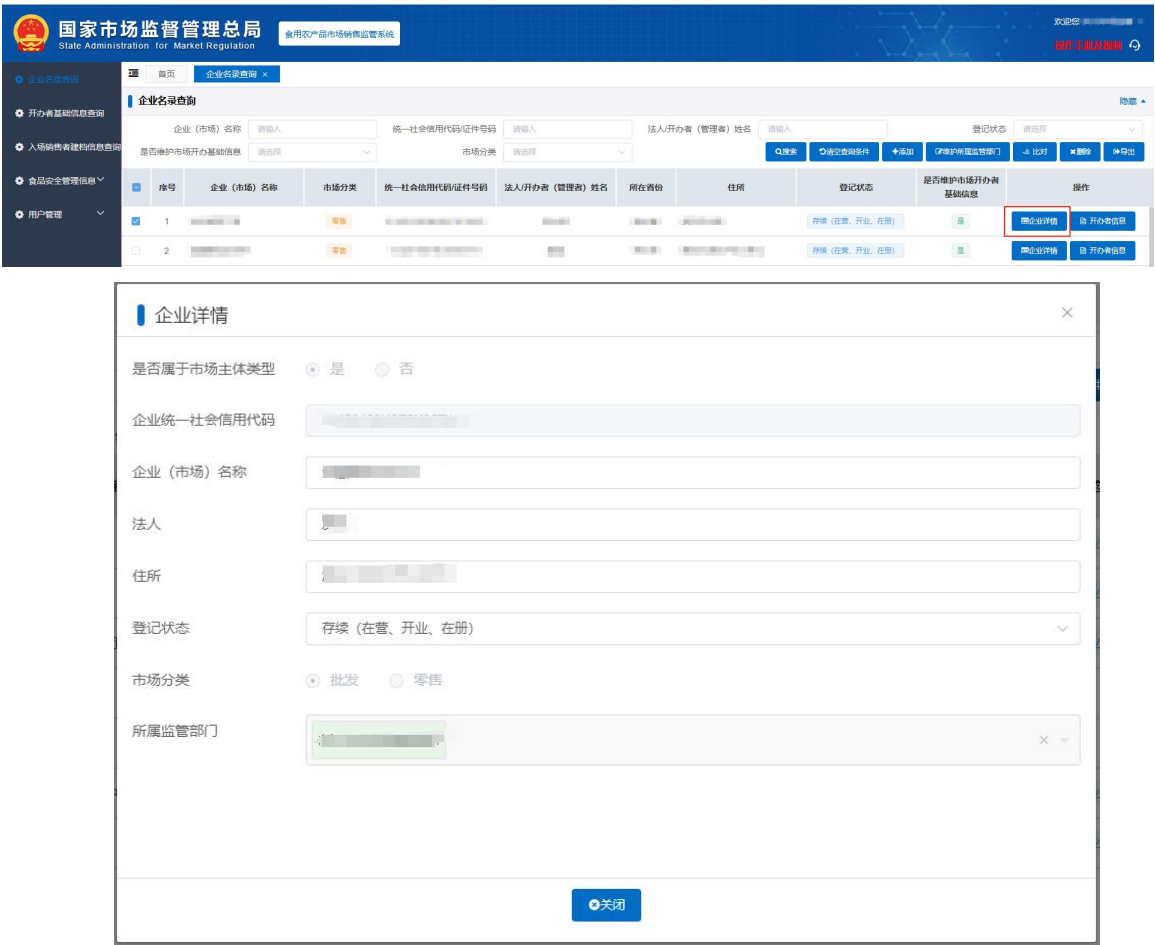 国家市场监督管理总局
State Administration for Market Regulation
食用农产品市场销售监管系统
欢迎您
操作手册及视频
企业名录查询
开办者基础信息查询
入场销售者建档信息查询
食品安全管理信息
用户管理
首页 企业名录查询 ×
企业名录查询 隐藏
企业（市场）名称 请输入 统一社会信用代码/证件号码 请输入 法人/开办者（管理者）姓名 请输入 登记状态 请选择
是否维护市场开办基础信息 请选择 市场分类 请选择 搜索 清空查询条件 添加 维护所属监管部门 比对 删除 导出
序号 企业（市场）名称 市场分类 统一社会信用代码/证件号码 法人/开办者（管理者）姓名 所在省份 住所 登记状态 是否维护市场开办者基础信息 操作
1 零售 存续（在营、开业、在册） 是 企业详情 开办者信息
2 零售 存续（在营、开业、在册） 是 企业详情 开办者信息
企业详情 ×
是否属于市场主体类型 是 否
企业统一社会信用代码
企业（市场）名称
法人
住所
登记状态 存续（在营、开业、在册）
市场分类 批发 零售
所属监管部门
关闭